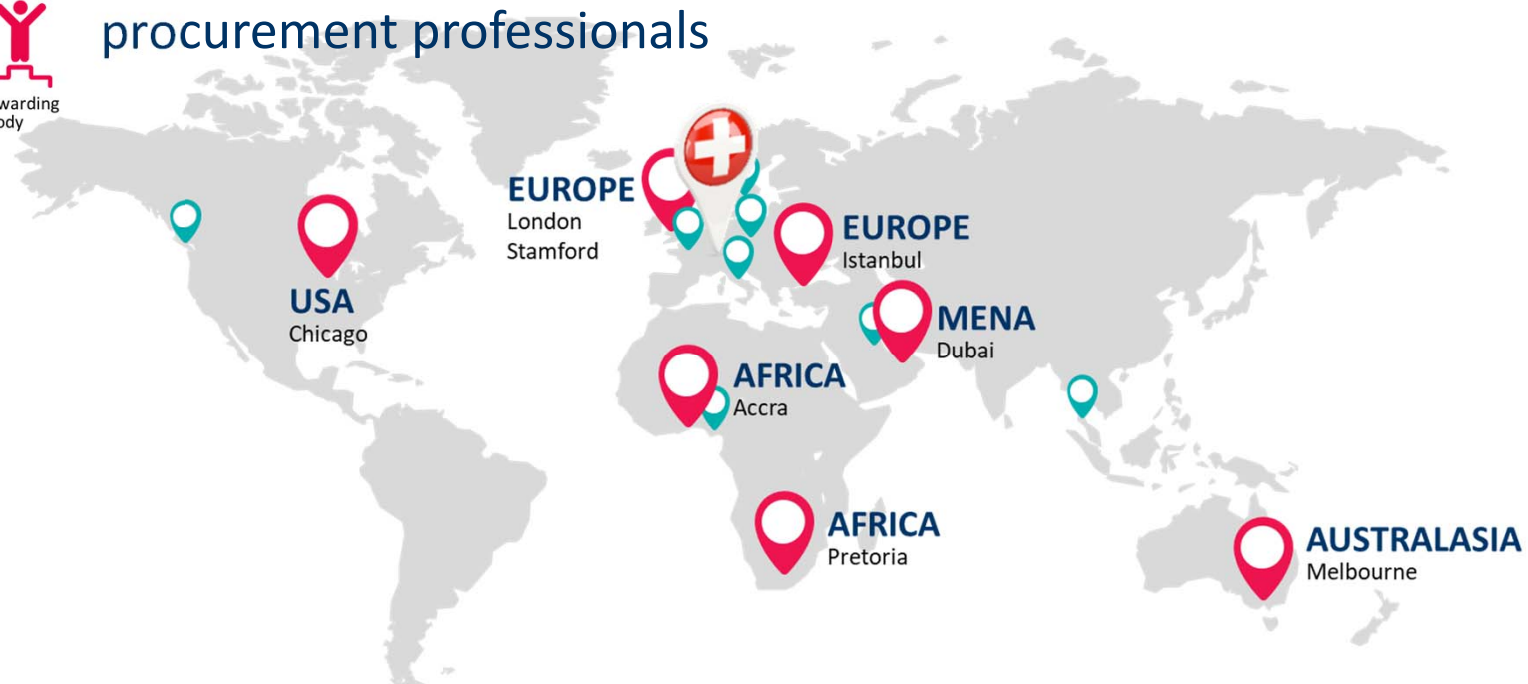 procurement professionals
warding
ody
EUROPE
London
Stamford
EUROPE
Istanbul
USA
Chicago
MENA
Dubai
AFRICA
Accra
AFRICA
Pretoria
AUSTRALASIA
Melbourne